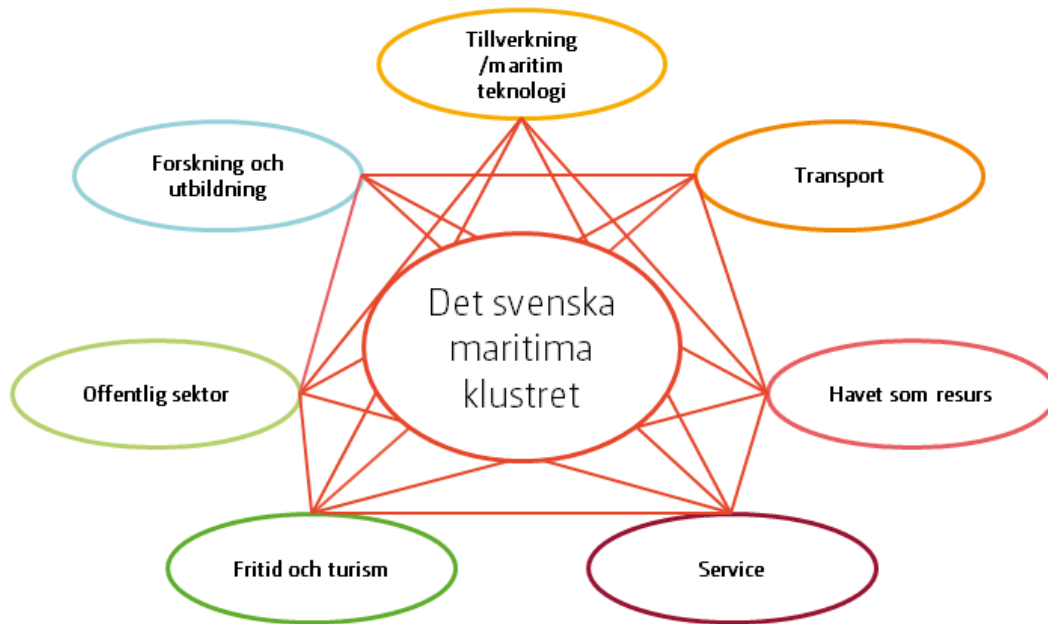 Tillverkning
/maritim
teknologi
Forskning och
utbildning
Transport
Det svenska
maritima
klustret
Offentlig sektor
Havet som resurs
Fritid och turism
Service